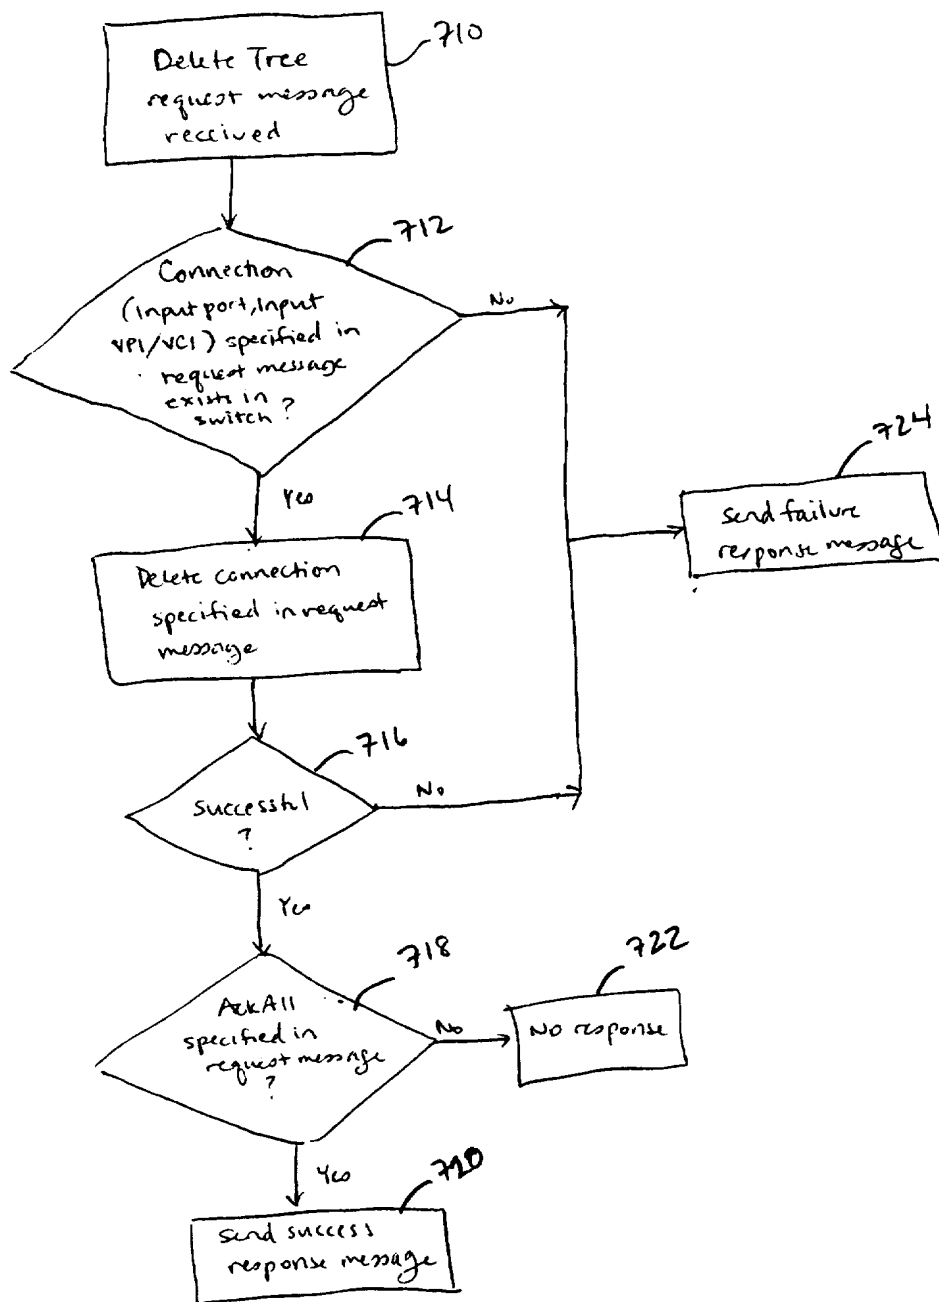 710
Delete Tree
request message
received
712
Connection
(Input port, Input
VPI/VCI) specified in
request message
exists in
switch?
No
Yes
724
Send failure
response message
714
Delete connection
specified in request
message
716
Successful
?
No
Yes
718
AckAll
specified in
request message
?
No
722
No response
Yes
720
Send success
response message